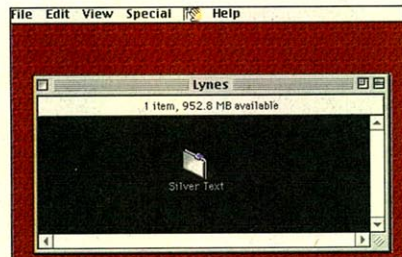 File Edit View Special Help
Lynes
1 item, 952.8 MB available
Silver Text